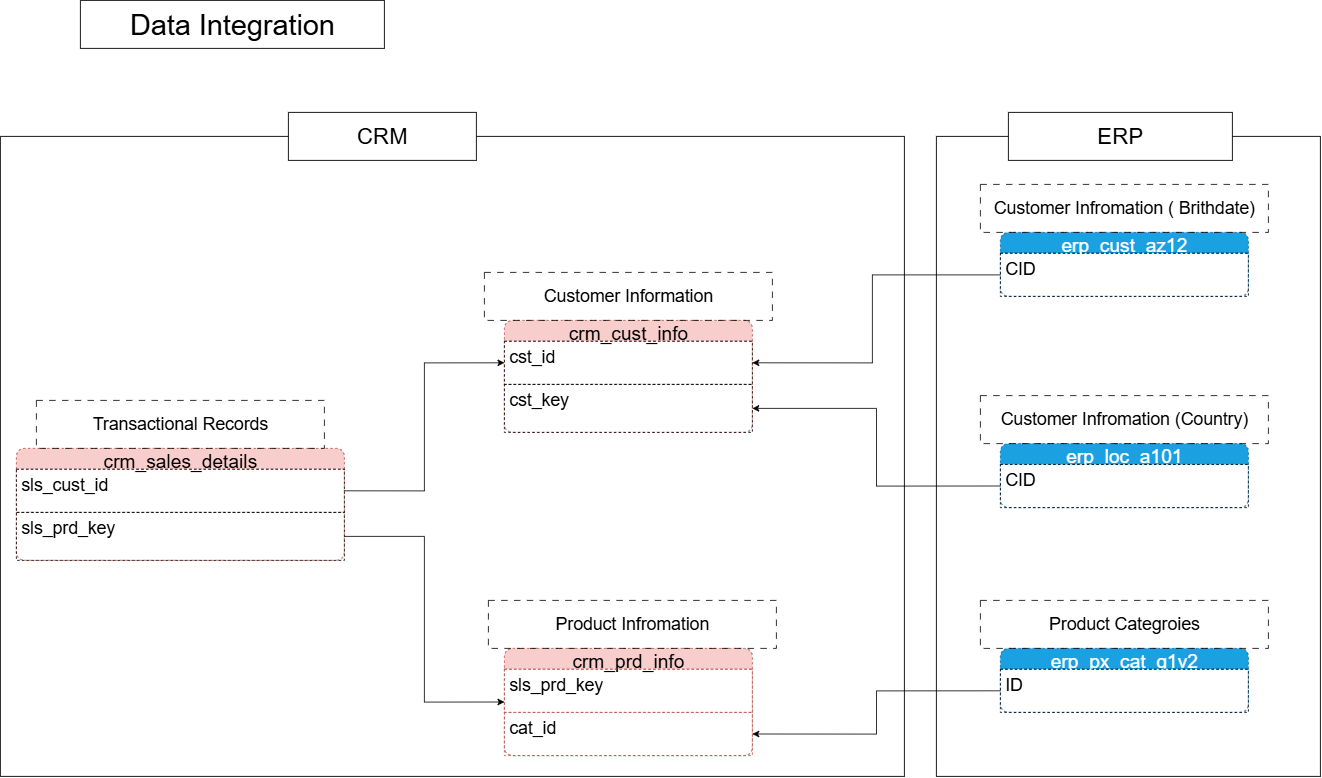 Data Integration
CRM
ERP
Customer Infromation ( Brithdate)
erp_cust_az12
CID
Customer Information
crm_cust_info
cst_id
cst_key
Transactional Records
crm_sales_details
sls_cust_id
sls_prd_key
Customer Infromation (Country)
erp_loc_a101
CID
Product Infromation
crm_prd_info
sls_prd_key
cat_id
Product Categroies
erp_px_cat_g1v2
ID